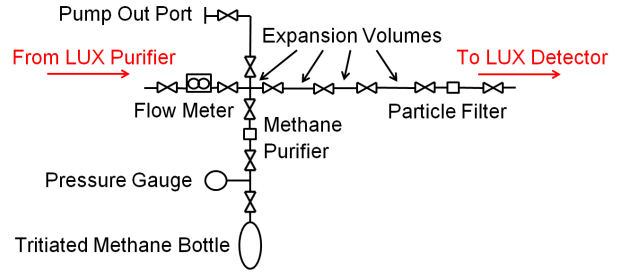 Pump Out Port
Expansion Volumes
From LUX Purifier
To LUX Detector
Flow Meter
Particle Filter
Methane
Purifier
Pressure Gauge
Tritiated Methane Bottle